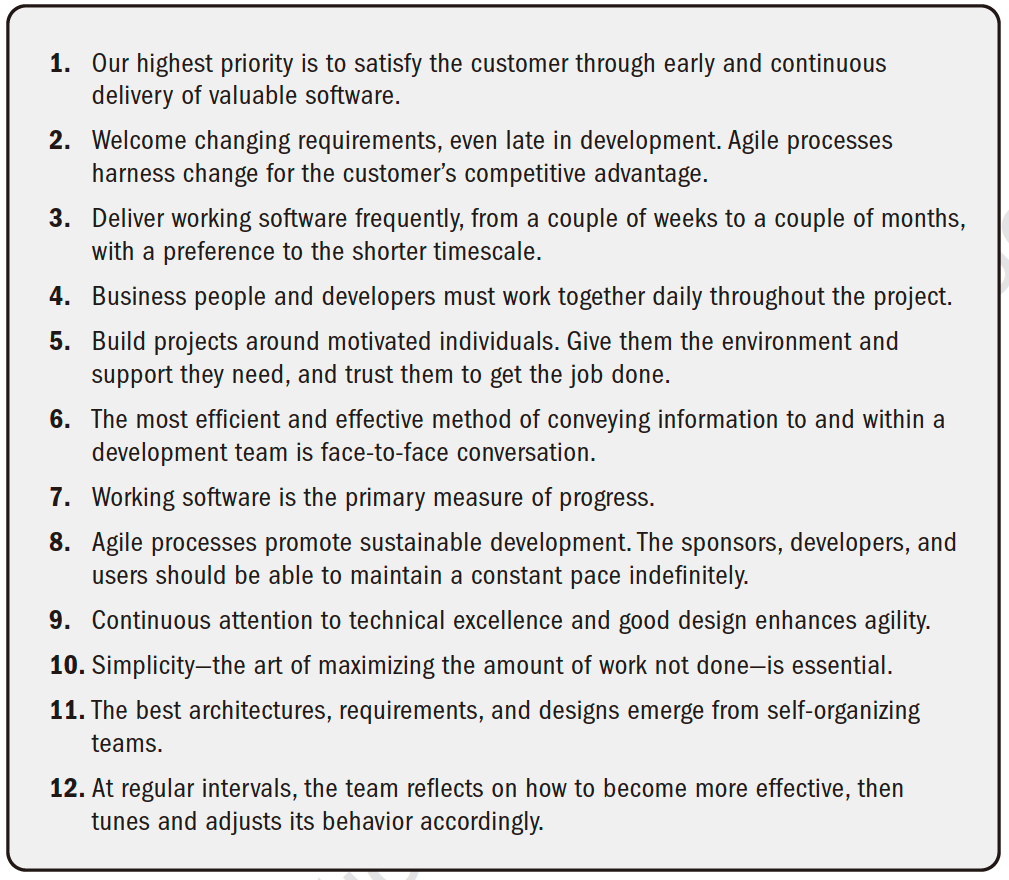 1. Our highest priority is to satisfy the customer through early and continuous
delivery of valuable software.
2. Welcome changing requirements, even late in development. Agile processes
harness change for the customer’s competitive advantage.
3. Deliver working software frequently, from a couple of weeks to a couple of months,
with a preference to the shorter timescale.
4. Business people and developers must work together daily throughout the project.
5. Build projects around motivated individuals. Give them the environment and
support they need, and trust them to get the job done.
6. The most efficient and effective method of conveying information to and within a
development team is face-to-face conversation.
7. Working software is the primary measure of progress.
8. Agile processes promote sustainable development. The sponsors, developers, and
users should be able to maintain a constant pace indefinitely.
9. Continuous attention to technical excellence and good design enhances agility.
10. Simplicity—the art of maximizing the amount of work not done—is essential.
11. The best architectures, requirements, and designs emerge from self-organizing
teams.
12. At regular intervals, the team reflects on how to become more effective, then
tunes and adjusts its behavior accordingly.